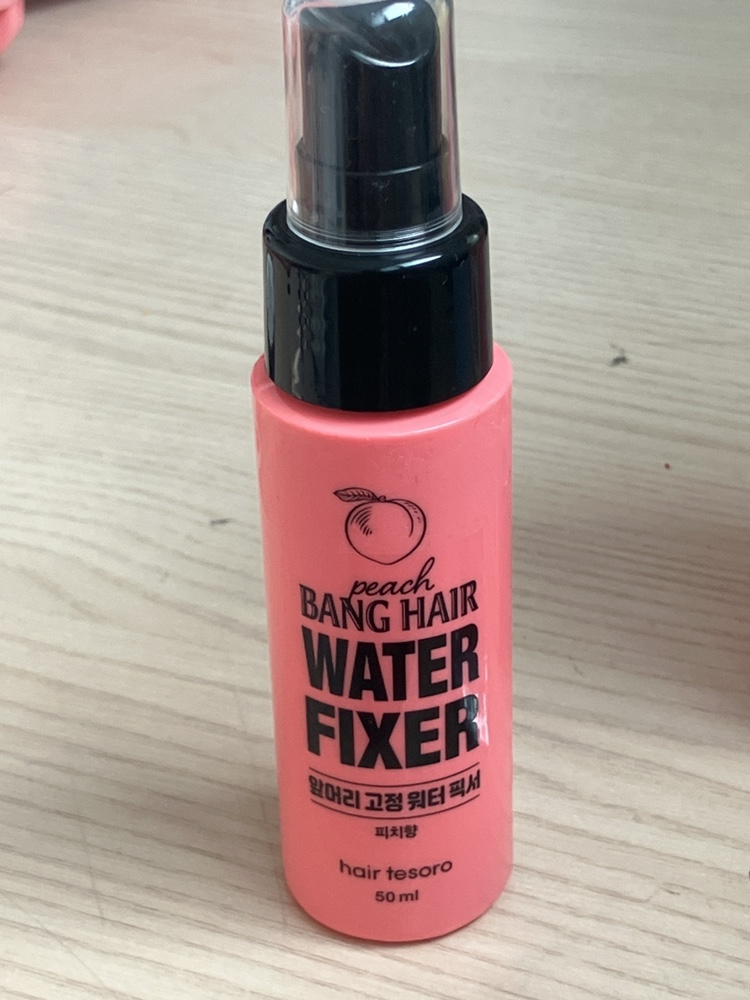 peach
BANG HAIR
WATER
FIXER
앞머리 고정 워터 픽서
피치향
hair tesoro
50 ml